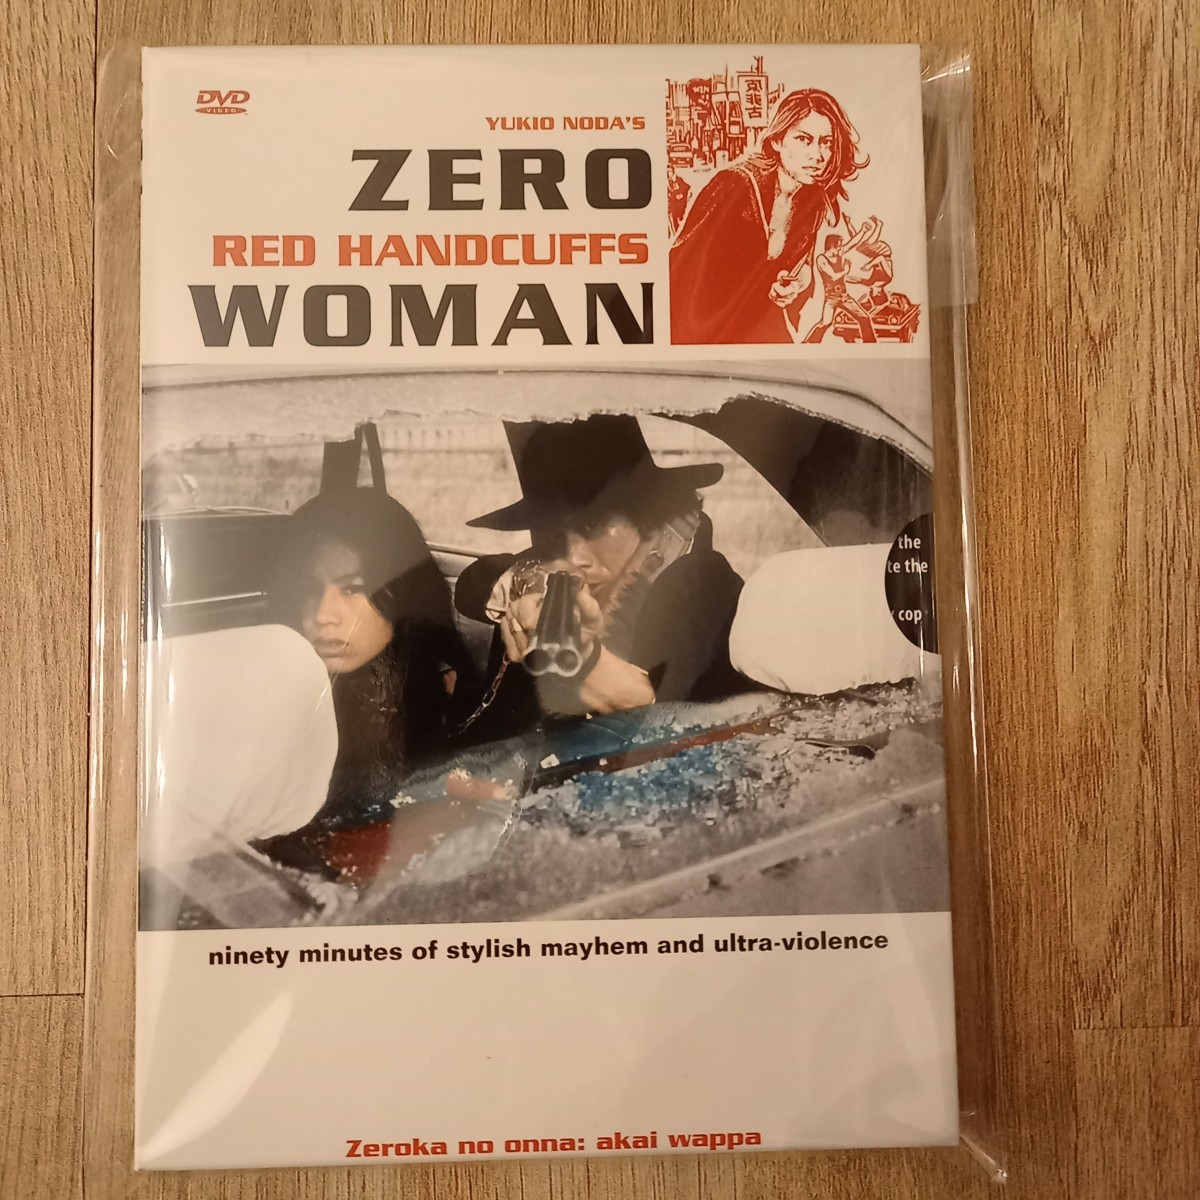 DVD
VIDEO
YUKIO NODA'S
ZERO
RED HANDCUFFS
WOMAN
the
te the
cop
ninety minutes of stylish mayhem and ultra-violence
Zeroka no onna: akai wappa